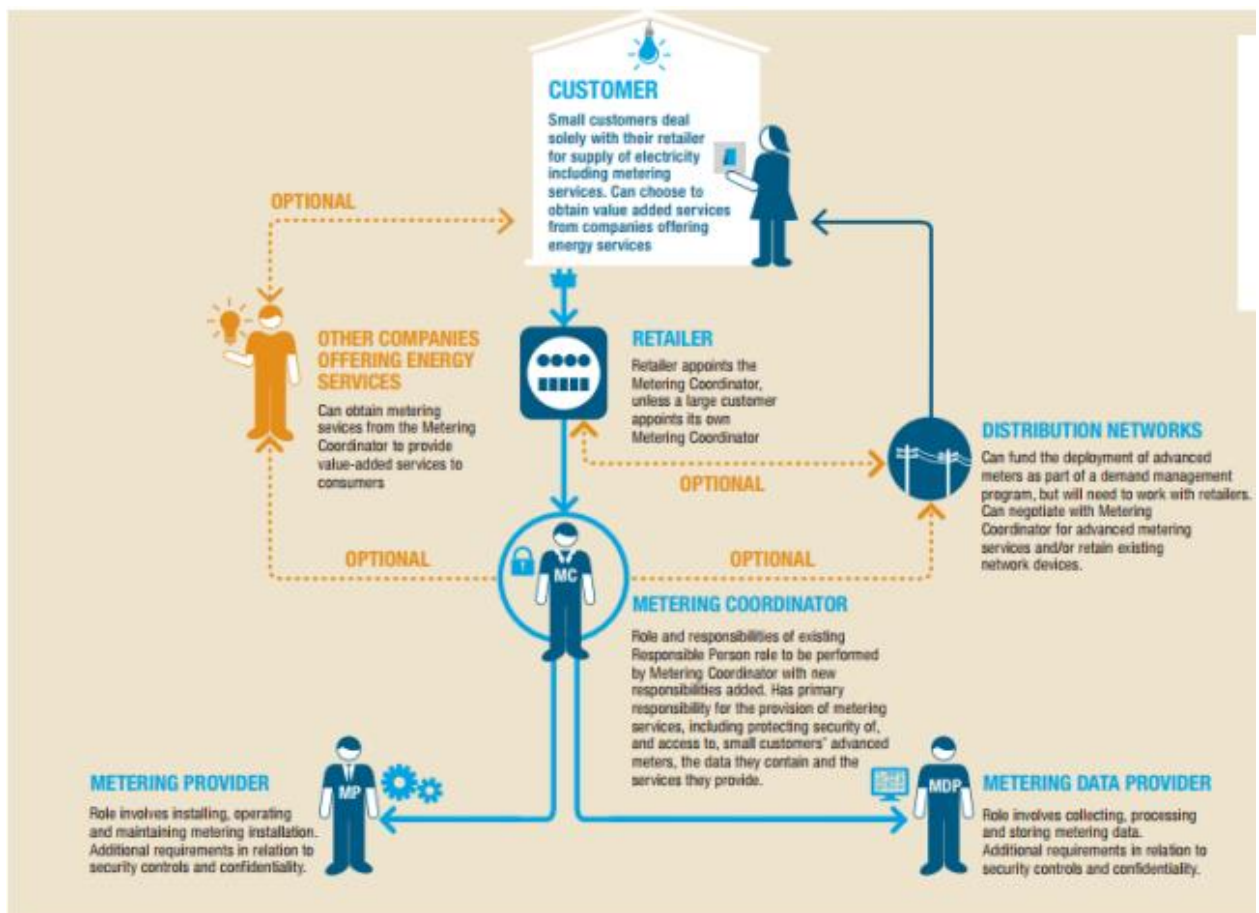 CUSTOMER
Small customers deal
solely with their retailer
for supply of electricity
including metering
services. Can choose to
obtain value added services
from companies offering
energy services
OPTIONAL
OTHER COMPANIES
OFFERING ENERGY
SERVICES
Can obtain metering
sevices from the Metering
Coordinator to provide
value-added services to
consumers
RETAILER
Retailer appoints the
Metering Coordinator,
unless a large customer
appoints its own
Metering Coordinator
OPTIONAL
DISTRIBUTION NETWORKS
Can fund the deployment of advanced
meters as part of a demand management
program, but will need to work with retailers.
Can negotiate with Metering
Coordinator for advanced metering
services and/or retain existing
network devices.
OPTIONAL
OPTIONAL
MC
METERING COORDINATOR
Role and responsibilities of existing
Responsible Person role to be performed
by Metering Coordinator with new
responsibilities added. Has primary
responsibility for the provision of metering
services, including protecting security of,
and access to, small customers' advanced
meters, the data they contain and the
services they provide.
METERING PROVIDER
Role involves installing, operating
and maintaining metering installation.
Additional requirements in relation to
security controls and confidentiality.
MP
MDP
METERING DATA PROVIDER
Role involves collecting, processing
and storing metering data.
Additional requirements in relation to
security controls and confidentiality.